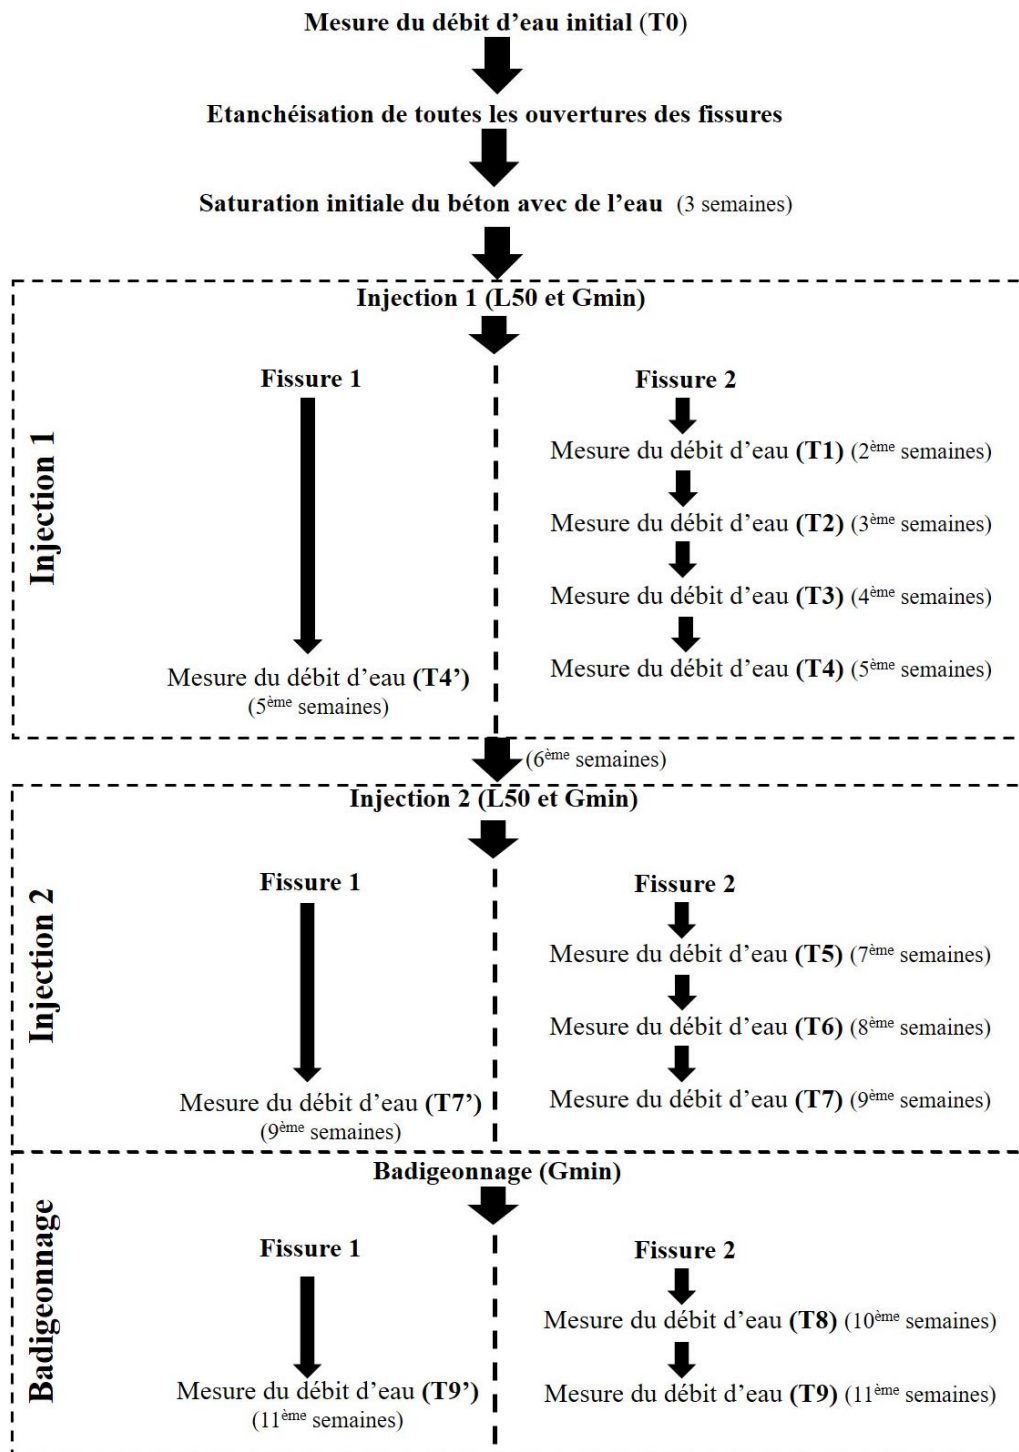 Mesure du débit d’eau initial (T0)
Etanchéisation de toutes les ouvertures des fissures
Saturation initiale du béton avec de l’eau (3 semaines)
Injection 1
Injection 1 (L50 et Gmin)
Fissure 1
Mesure du débit d’eau (T4’)
(5ème semaines)
Fissure 2
Mesure du débit d’eau (T1) (2ème semaines)
Mesure du débit d’eau (T2) (3ème semaines)
Mesure du débit d’eau (T3) (4ème semaines)
Mesure du débit d’eau (T4) (5ème semaines)
(6ème semaines)
Injection 2
Injection 2 (L50 et Gmin)
Fissure 1
Mesure du débit d’eau (T7’)
(9ème semaines)
Fissure 2
Mesure du débit d’eau (T5) (7ème semaines)
Mesure du débit d’eau (T6) (8ème semaines)
Mesure du débit d’eau (T7) (9ème semaines)
Badigeonnage
Badigeonnage (Gmin)
Fissure 1
Mesure du débit d’eau (T9’)
(11ème semaines)
Fissure 2
Mesure du débit d’eau (T8) (10ème semaines)
Mesure du débit d’eau (T9) (11ème semaines)